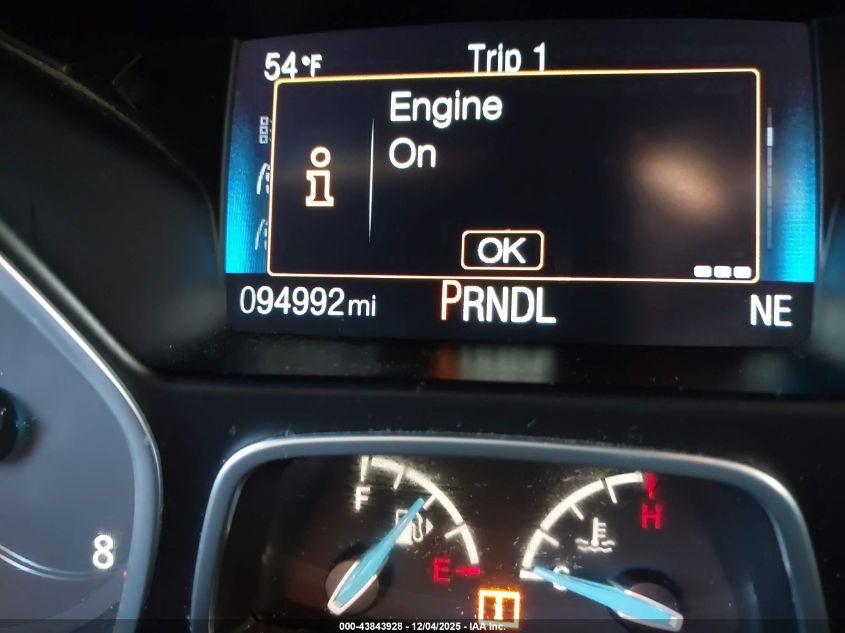 54°F Trip 1
Engine
On
i
OK
094992mi PRNDL NE
F
H
8
E
C
000-43843928 - 12/04/2025 - IAA Inc.